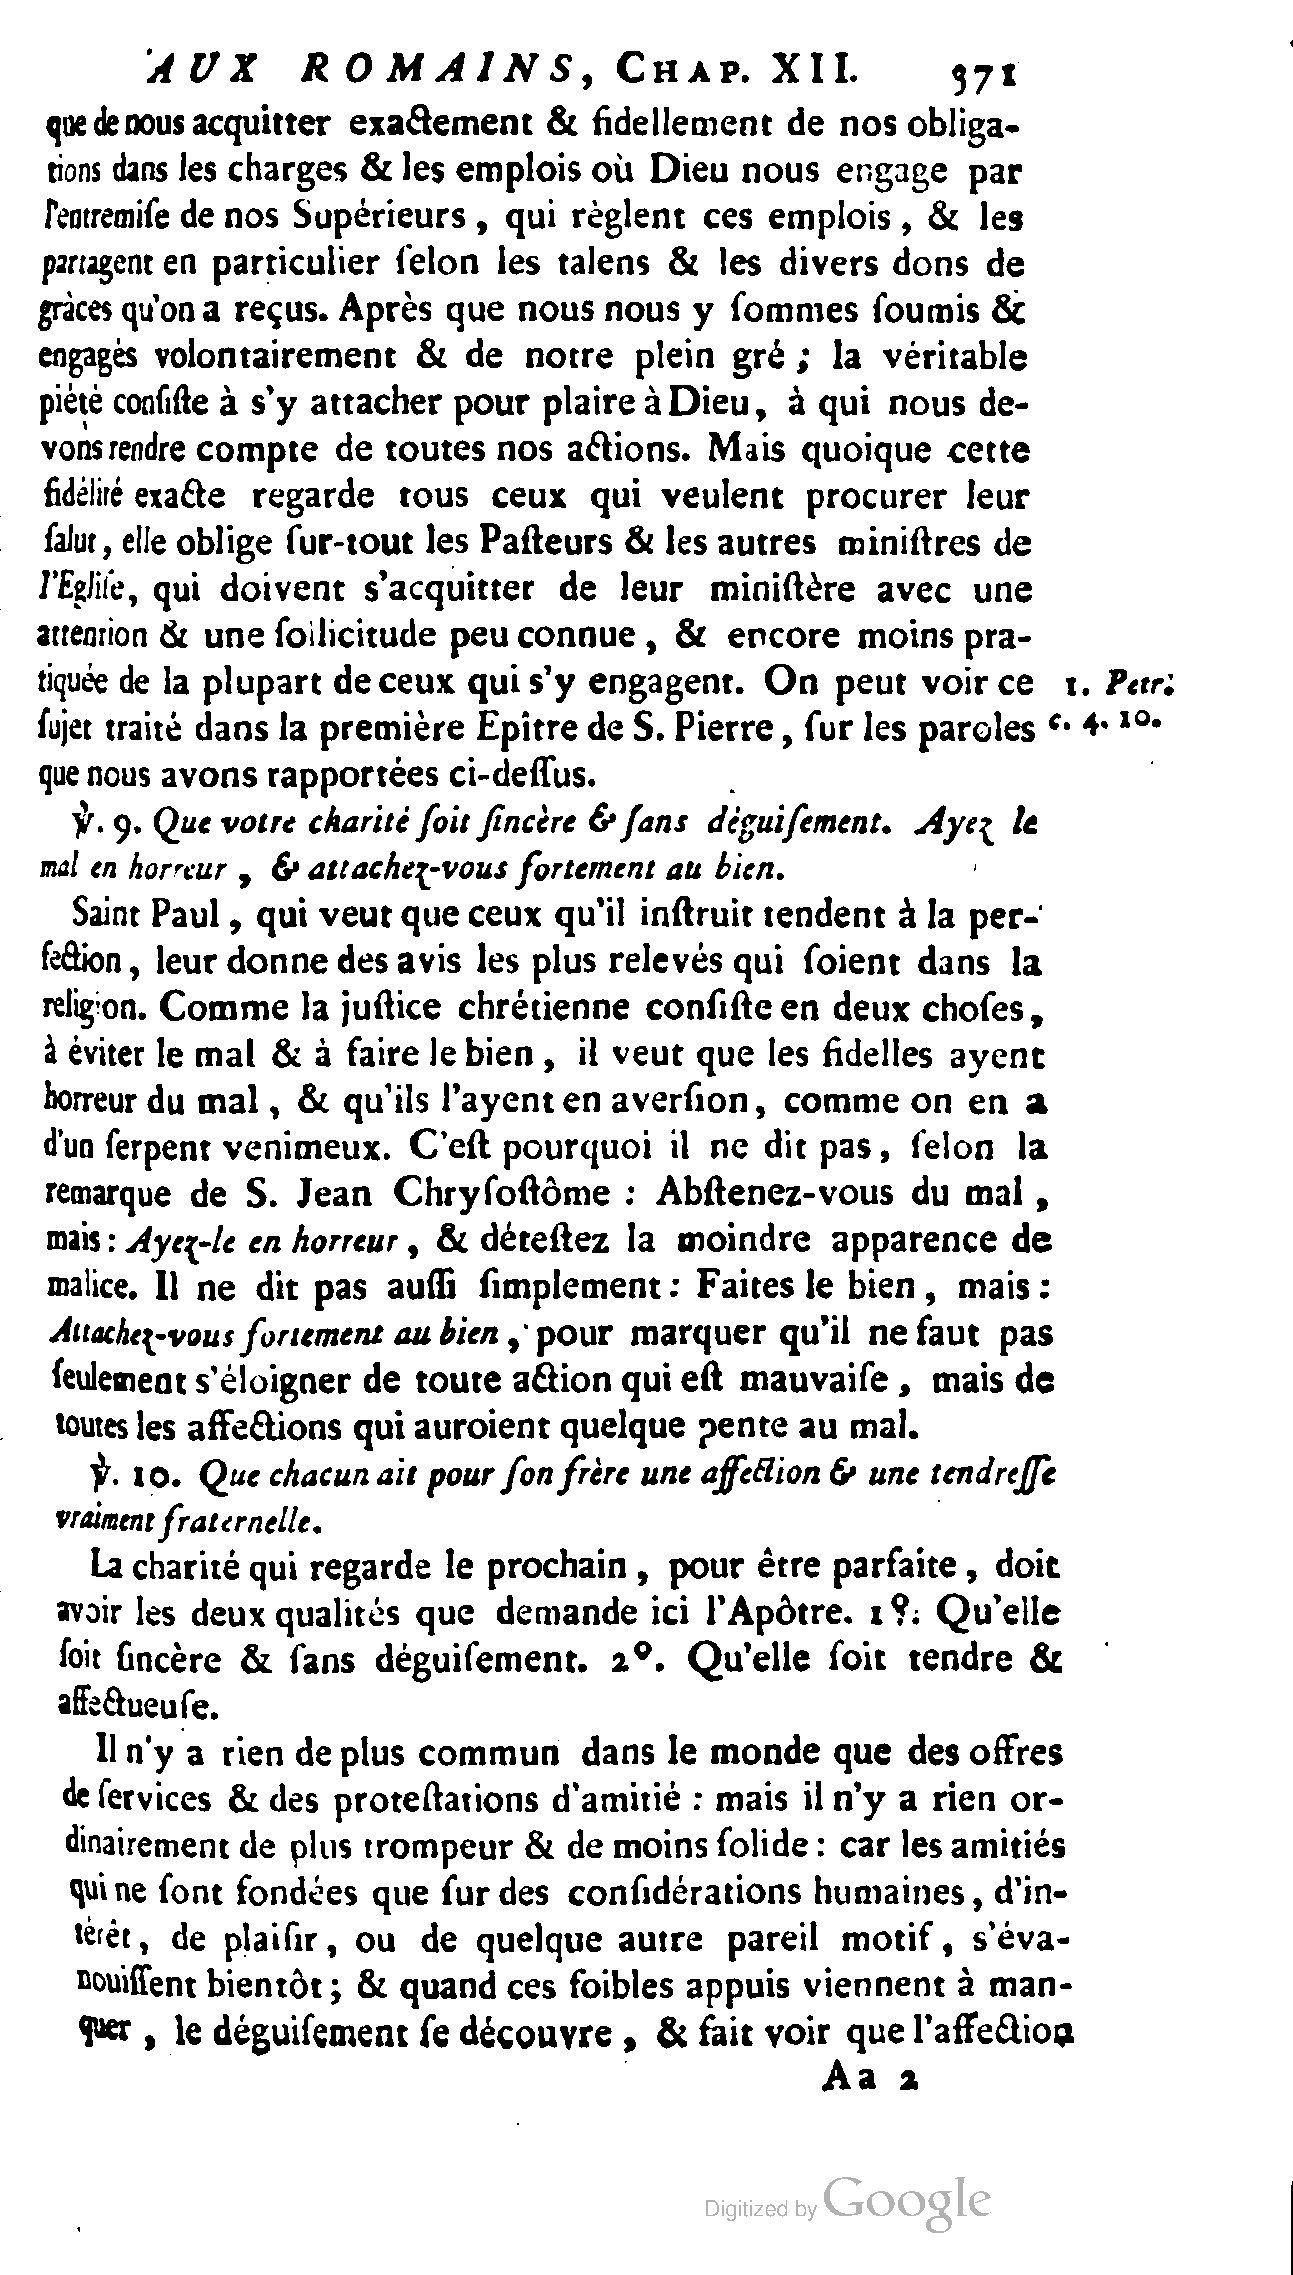 AUX ROMAINS, CHAP. XII. 371
que de nous acquitter exactement & fidellement de nos obliga-
tions dans les charges & les emplois où Dieu nous engage par
l'entremiſe de nos Supérieurs, qui règlent ces emplois, & les
partagent en particulier ſelon les talens & les divers dons de
grâces qu'on a reçus. Après que nous nous y ſommes ſoumis &
engagés volontairement & de notre plein gré ; la véritable
piété conſiſte à s'y attacher pour plaire à Dieu, à qui nous de-
vons rendre compte de toutes nos actions. Mais quoique cette
fidélité exacte regarde tous ceux qui veulent procurer leur
ſalut, elle oblige ſur-tout les Paſteurs & les autres miniſtres de
l'Egliſe, qui doivent s'acquitter de leur miniſtère avec une
attention & une ſollicitude peu connue, & encore moins pra-
tiquée de la plupart de ceux qui s'y engagent. On peut voir ce
1. Petr.
ſujet traité dans la première Epître de S. Pierre, ſur les paroles
c. 4. 10.
que nous avons rapportées ci-deſſus.
℣. 9. Que votre charité ſoit ſincère & ſans déguiſement. Ayez le
mal en horreur, & attachez-vous fortement au bien.
Saint Paul, qui veut que ceux qu'il inſtruit tendent à la per-
fection, leur donne des avis les plus relevés qui ſoient dans la
religion. Comme la juſtice chrétienne conſiſte en deux choſes,
à éviter le mal & à faire le bien, il veut que les fidelles ayent
horreur du mal, & qu'ils l'ayent en averſion, comme on en a
d'un ſerpent venimeux. C'eſt pourquoi il ne dit pas, ſelon la
remarque de S. Jean Chryſoſtôme : Abſtenez-vous du mal,
mais : Ayez-le en horreur, & déteſtez la moindre apparence de
malice. Il ne dit pas auſſi ſimplement : Faites le bien, mais :
Attachez-vous fortement au bien, pour marquer qu'il ne faut pas
ſeulement s'éloigner de toute action qui eſt mauvaiſe, mais de
toutes les affections qui auroient quelque pente au mal.
℣. 10. Que chacun ait pour ſon frère une affection & une tendreſſe
vraiment fraternelle.
La charité qui regarde le prochain, pour être parfaite, doit
avoir les deux qualités que demande ici l'Apôtre. 1º. Qu'elle
ſoit ſincère & ſans déguiſement. 2º. Qu'elle ſoit tendre &
affectueuſe.
Il n'y a rien de plus commun dans le monde que des offres
de ſervices & des proteſtations d'amitié : mais il n'y a rien or-
dinairement de plus trompeur & de moins ſolide : car les amitiés
qui ne ſont fondées que ſur des conſidérations humaines, d'in-
térêt, de plaiſir, ou de quelque autre pareil motif, s'éva-
nouiſſent bientôt ; & quand ces foibles appuis viennent à man-
quer, le déguiſement ſe découvre, & fait voir que l'affection
Aa 2
Digitized by Google